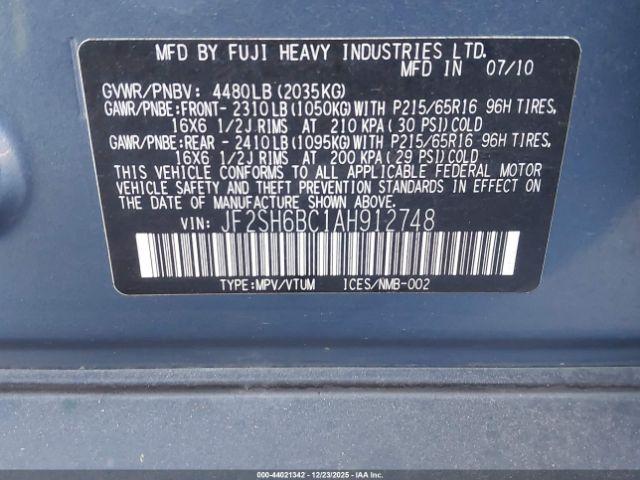 MFD BY FUJI HEAVY INDUSTRIES LTD.
MFD IN 07/10
GVWR/PNBV: 4480LB(2035KG)
GAWR/PNBE:FRONT- 2310LB(1050KG)WITH P215/65R16 96H TIRES,
16X6 1/2J RIMS AT 210 KPA(30 PSI)COLD
GAWR/PNBE:REAR - 2410LB(1095KG)WITH P215/65R16 96H TIRES,
16X6 1/2J RIMS AT 200 KPA(29 PSI)COLD
THIS VEHICLE CONFORMS TO ALL APPLICABLE FEDERAL MOTOR
VEHICLE SAFETY AND THEFT PREVENTION STANDARDS IN EFFECT ON
THE DATE OF MANUFACTURE SHOWN ABOVE.
VIN: JF2SH6BC1AH912748
TYPE:MPV/VTUM ICES/NMB-002
000-44021342 - 12/23/2025 - IAAI